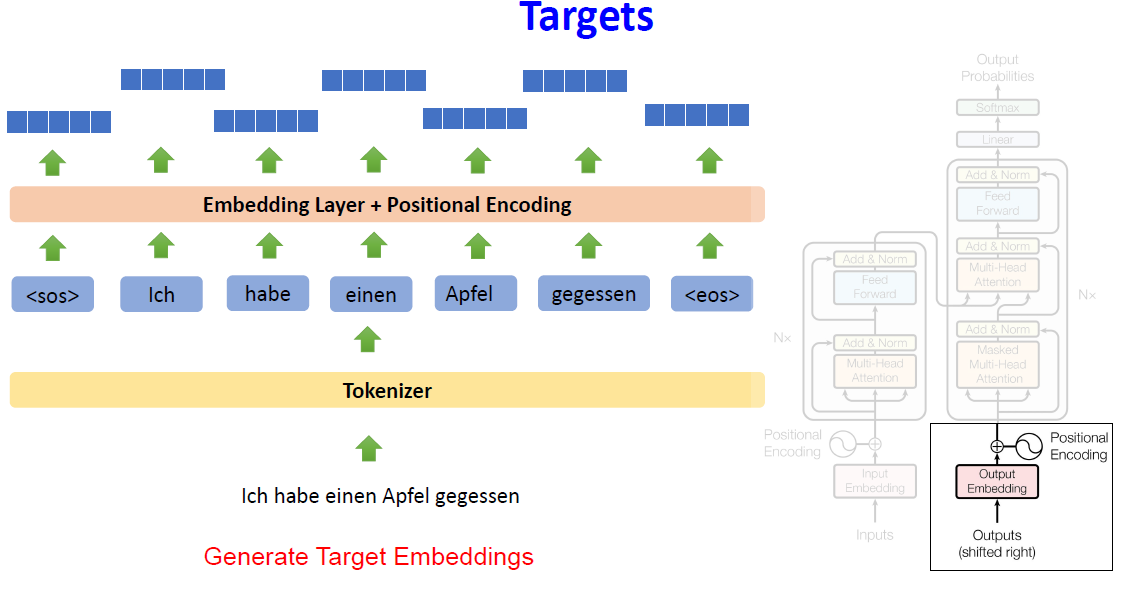 Targets
Embedding Layer + Positional Encoding
<sos> Ich habe einen Apfel gegessen <eos>
Tokenizer
Ich habe einen Apfel gegessen
Generate Target Embeddings
Output
Probabilities
Softmax
Linear
Add & Norm
Feed
Forward
Add & Norm
Multi-Head
Attention
Nx
Add & Norm
Masked
Multi-Head
Attention
Add & Norm
Feed
Forward
Nx
Add & Norm
Multi-Head
Attention
Positional
Encoding
Input
Embedding
Inputs
Positional
Encoding
Output
Embedding
Outputs
(shifted right)